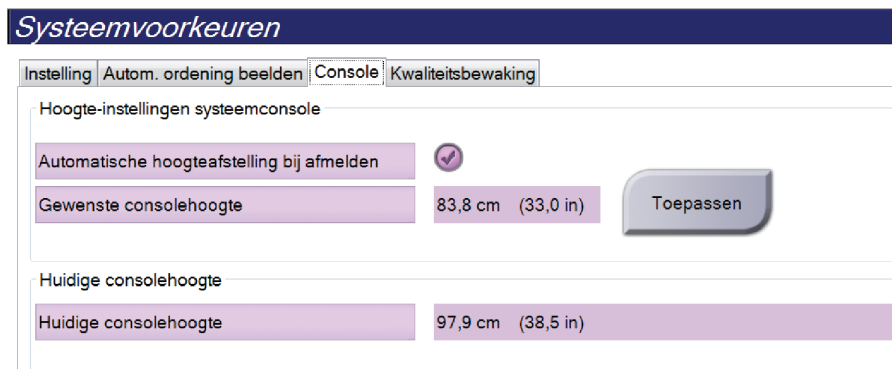 Systeemvoorkeuren
Instelling Autom. ordening beelden Console Kwaliteitsbewaking
Hoogte-instellingen systeemconsole
Automatische hoogteafstelling bij afmelden
Gewenste consolehoogte 83,8 cm (33,0 in) Toepassen
Huidige consolehoogte
Huidige consolehoogte 97,9 cm (38,5 in)